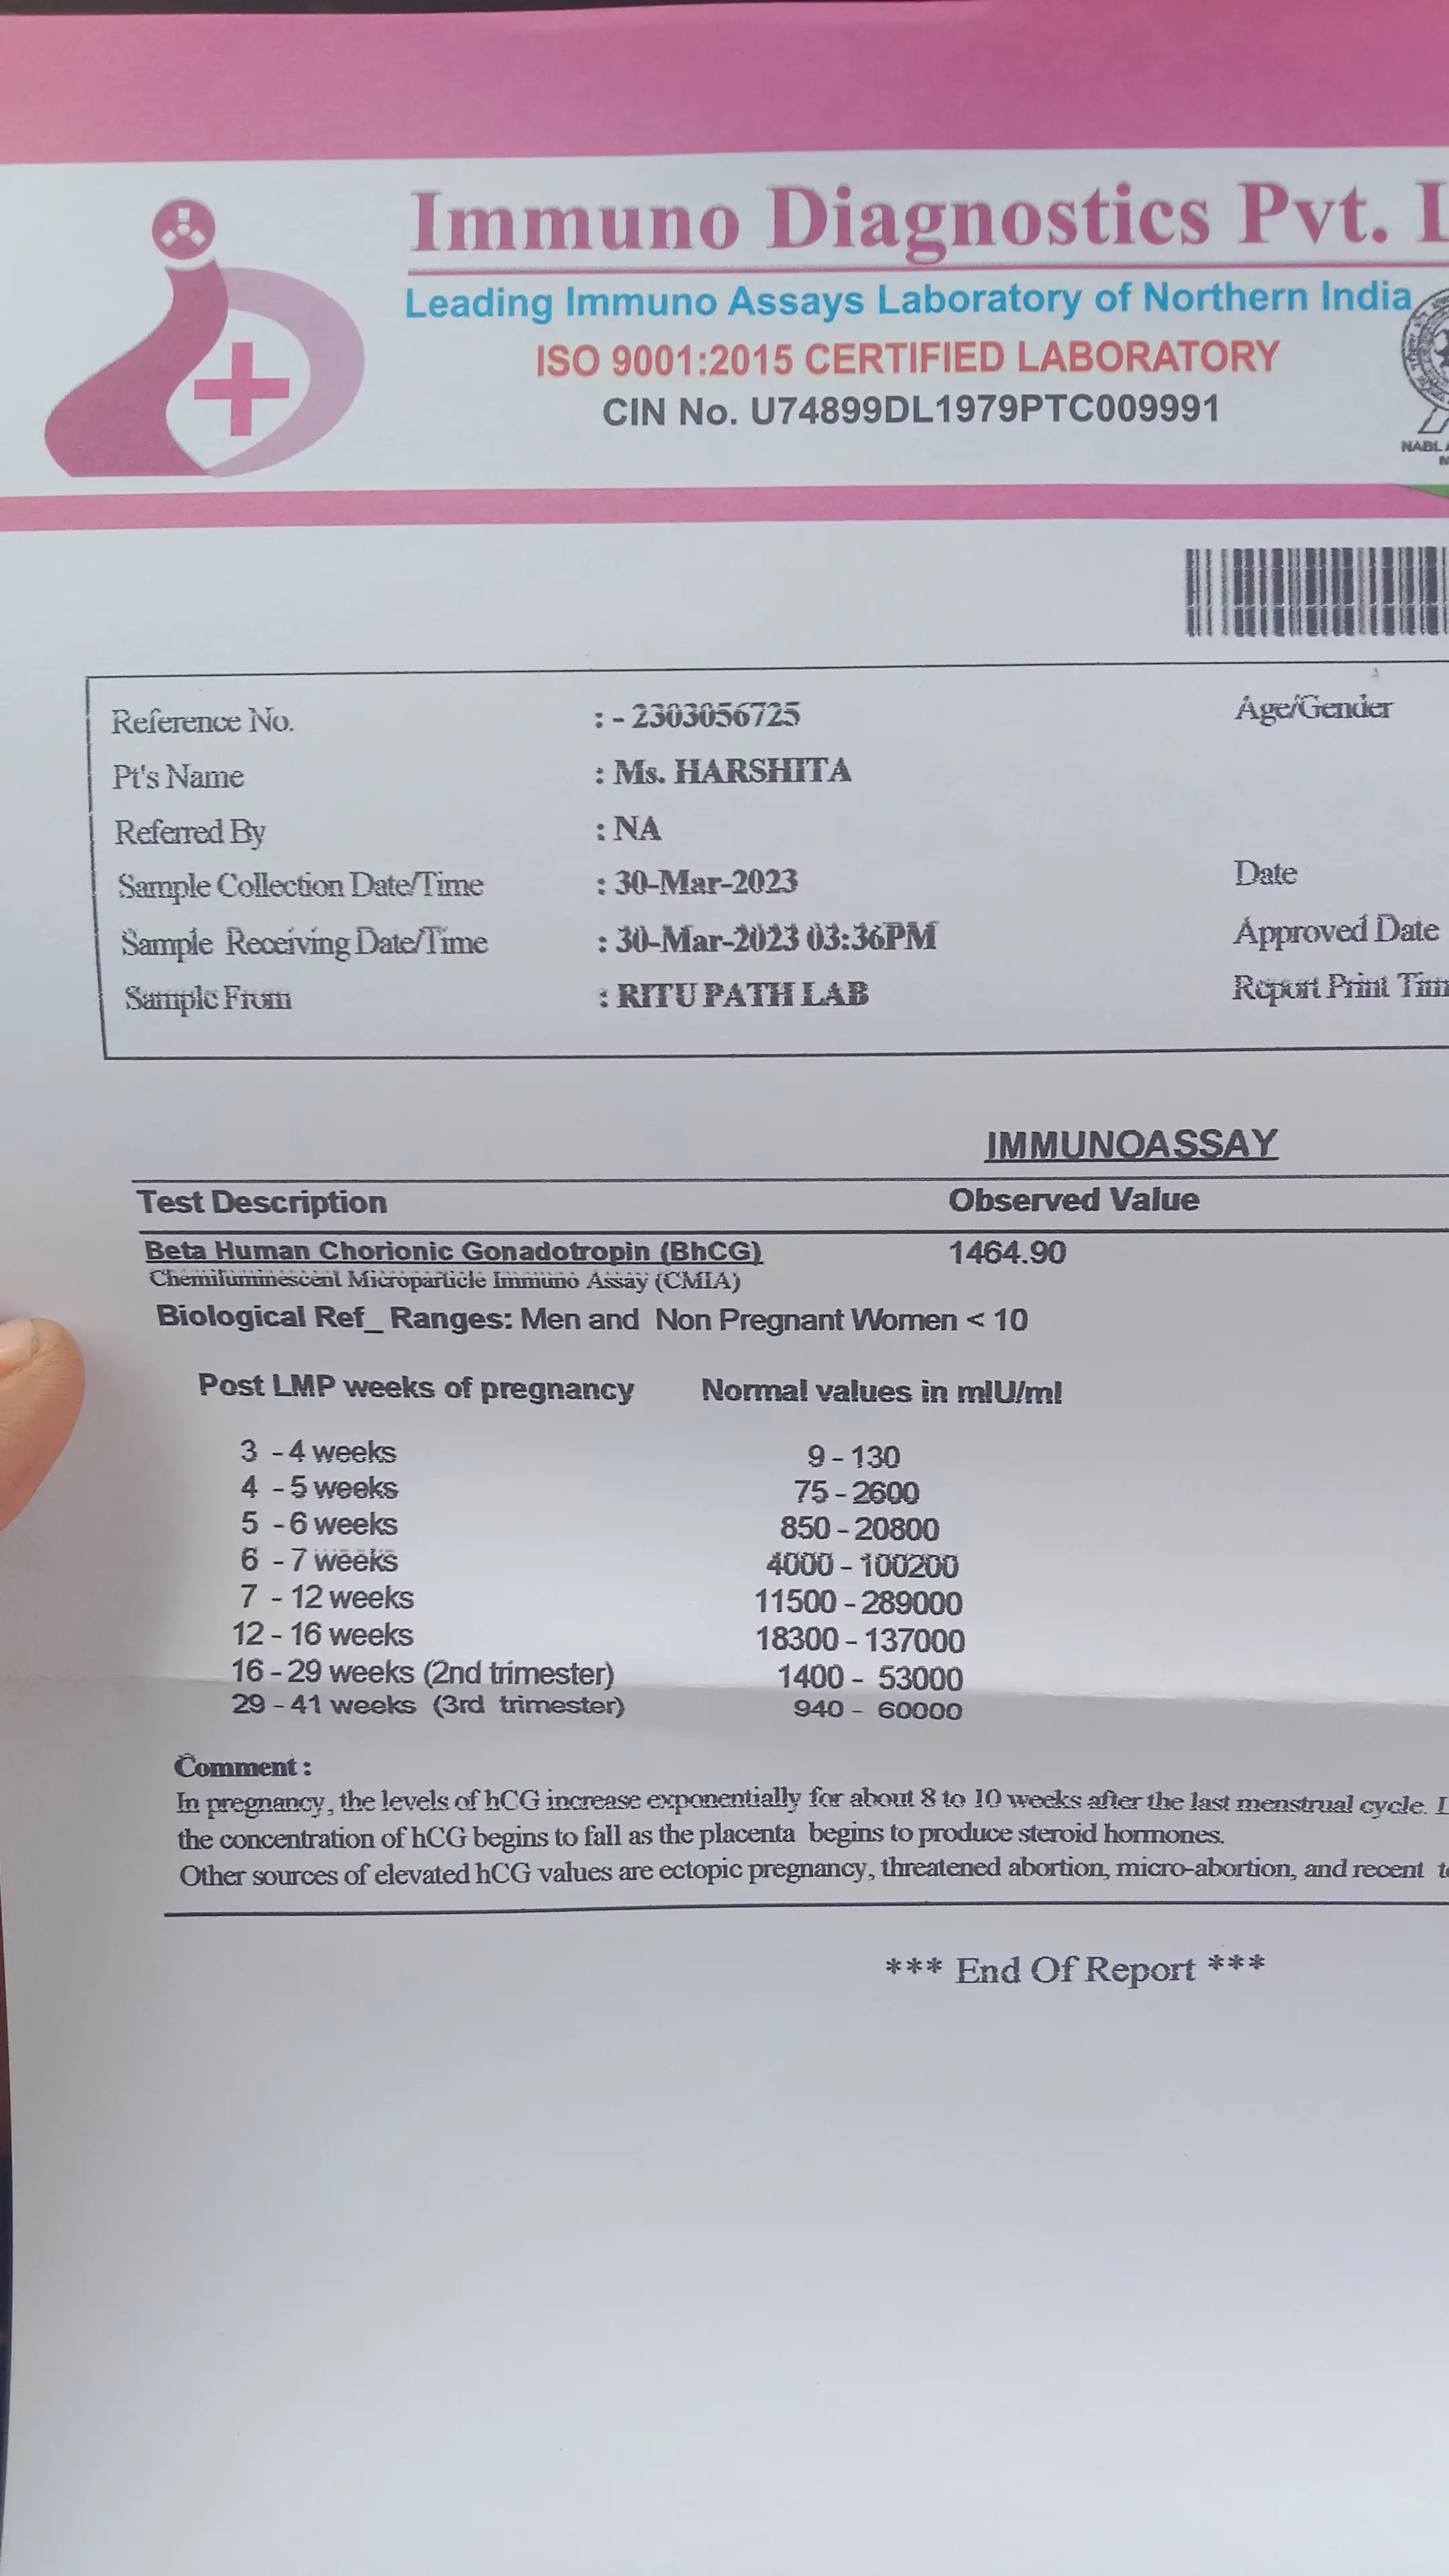 Immuno Diagnostics Pvt.
Leading Immuno Assays Laboratory of Northern India
ISO 9001:2015 CERTIFIED LABORATORY
CIN No. U74899DL1979PTC009991
NABL
Reference No. : - 2303056725 Age/Gender
Pt's Name : Ms. HARSHITA
Referred By : NA
Sample Collection Date/Time : 30-Mar-2023 Date
Sample Receiving Date/Time : 30-Mar-2023 03:36PM Approved Date
Sample From : RITU PATH LAB Report Print Tim
IMMUNOASSAY
Test Description Observed Value
Beta Human Chorionic Gonadotropin (BhCG) 1464.90
Chemiluminescent Microparticle Immuno Assay (CMIA)
Biological Ref_ Ranges: Men and Non Pregnant Women < 10
Post LMP weeks of pregnancy Normal values in mIU/ml
3 - 4 weeks 9 - 130
4 - 5 weeks 75 - 2600
5 - 6 weeks 850 - 20800
6 - 7 weeks 4000 - 100200
7 - 12 weeks 11500 - 289000
12 - 16 weeks 18300 - 137000
16 - 29 weeks (2nd trimester) 1400 - 53000
29 - 41 weeks (3rd trimester) 940 - 60000
Comment :
In pregnancy, the levels of hCG increase exponentially for about 8 to 10 weeks after the last menstrual cycle.
the concentration of hCG begins to fall as the placenta begins to produce steroid hormones.
Other sources of elevated hCG values are ectopic pregnancy, threatened abortion, micro-abortion, and recent
*** End Of Report ***